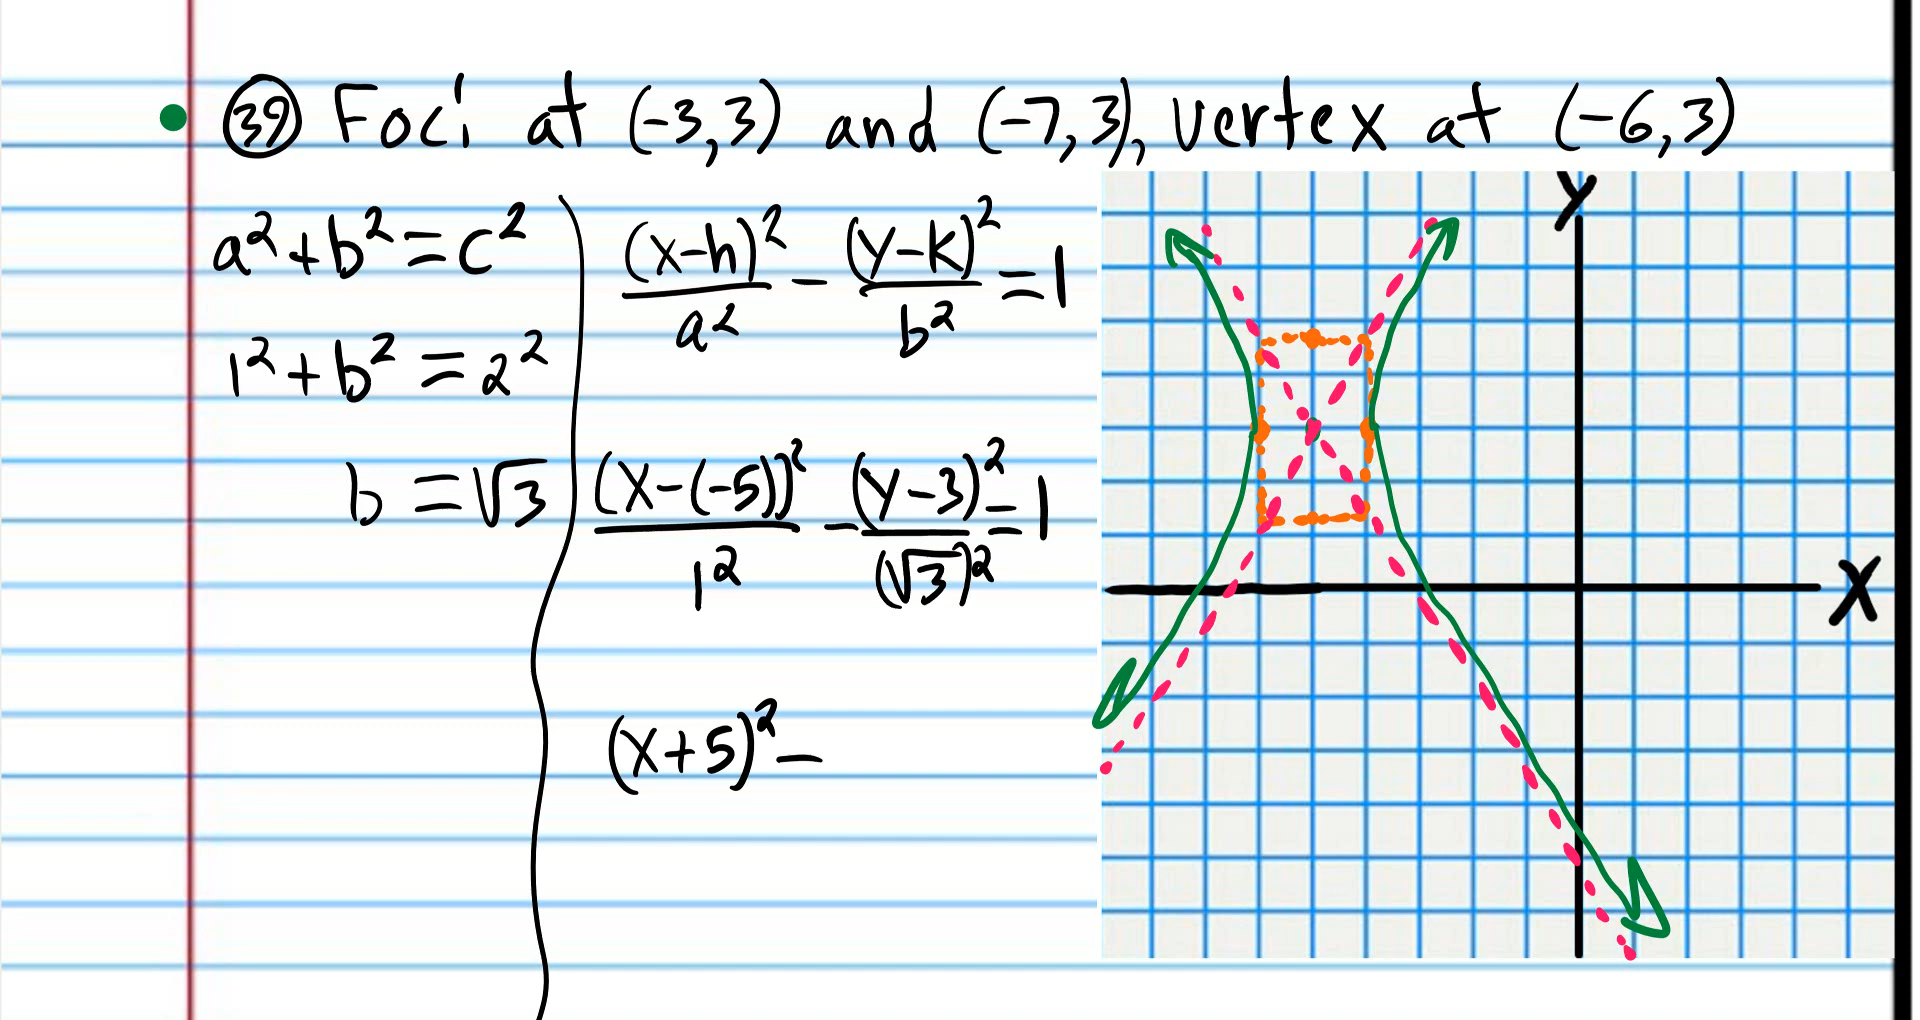 39 Foci at (-3,3) and (-7,3), vertex at (-6,3)
a²+b²=c²
1²+b²=2²
b=√3
(x-h)²/a² - (y-k)²/b² = 1
(x-(-5))²/1² - (y-3)²/(√3)² = 1
(x+5)² -
Y
X